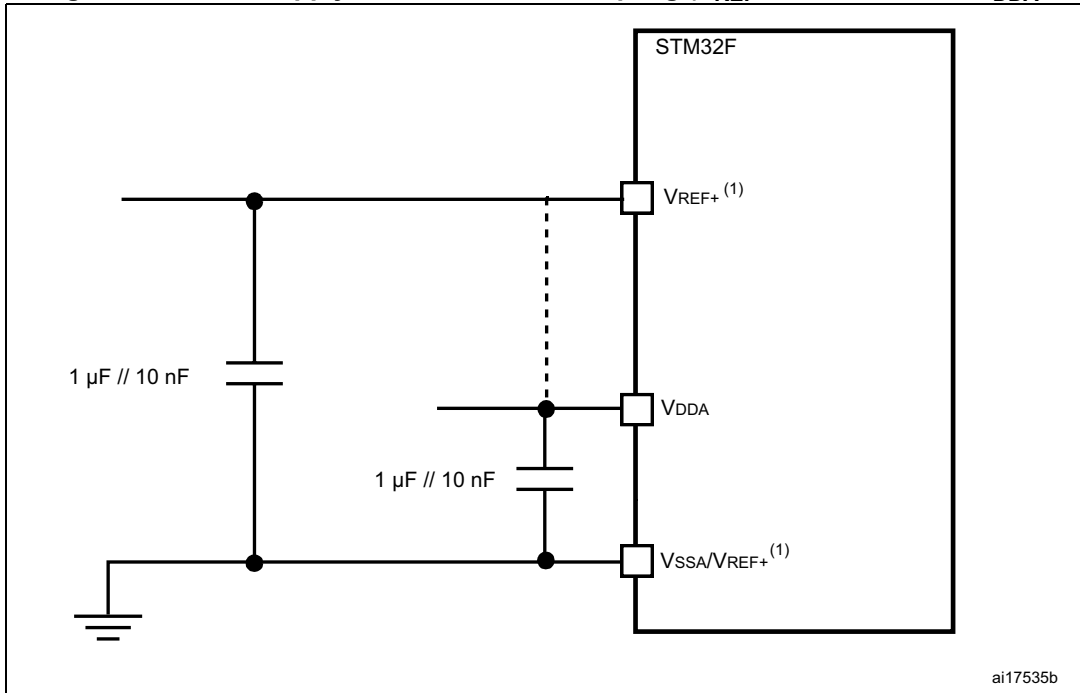 STM32F
VREF+ (1)
1 µF // 10 nF
VDDA
1 µF // 10 nF
VSSA/VREF+ (1)
ai17535b